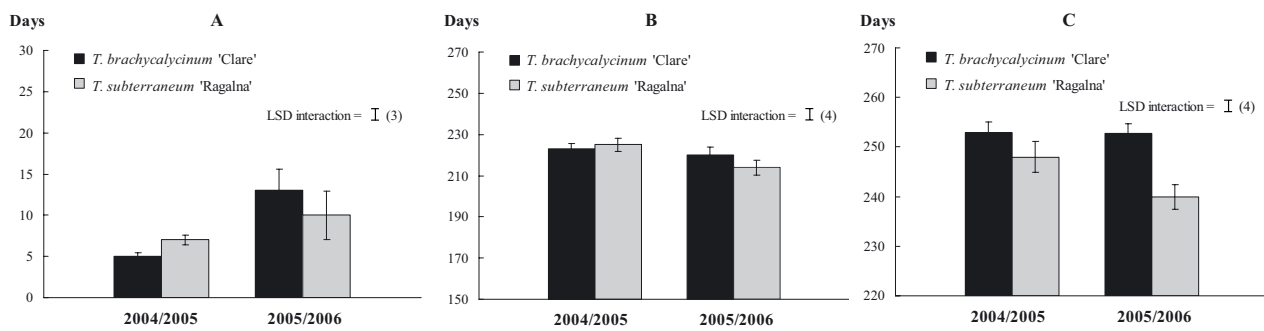 Days A
30
25
20
15
10
5
0
T. brachycalycinum 'Clare'
T. subterraneum 'Ragalna'
LSD interaction = (3)
2004/2005 2005/2006
Days B
270
250
230
210
190
170
150
T. brachycalycinum 'Clare'
T. subterraneum 'Ragalna'
LSD interaction = (4)
2004/2005 2005/2006
Days C
270
260
250
240
230
220
T. brachycalycinum 'Clare'
T. subterraneum 'Ragalna'
LSD interaction = (4)
2004/2005 2005/2006